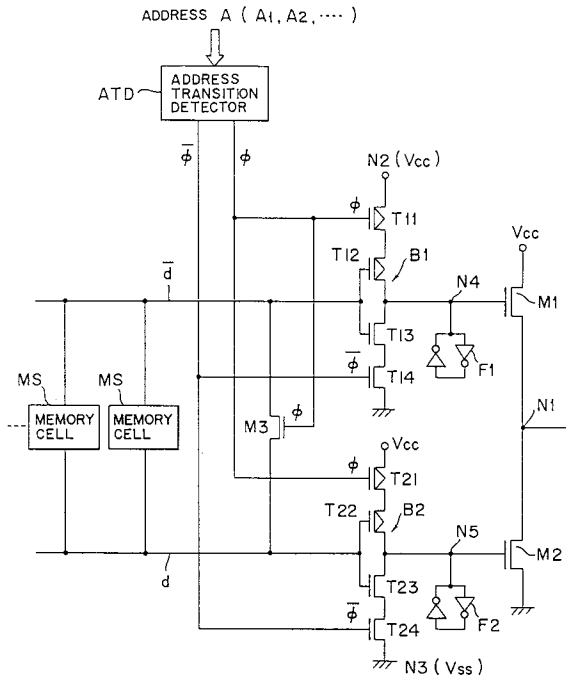 ADDRESS A ( A1, A2, ···· )
ATD
ADDRESS
TRANSITION
DETECTOR
φ̅ φ
N2 (Vcc)
φ
T11
Vcc
T12
B1
d̅
N4
M1
T13
φ̅
T14
F1
MS
MS
MEMORY
CELL
MEMORY
CELL
M3
φ
N1
Vcc
φ
T21
T22
B2
N5
M2
d
T23
φ̅
T24
F2
N3 (Vss)